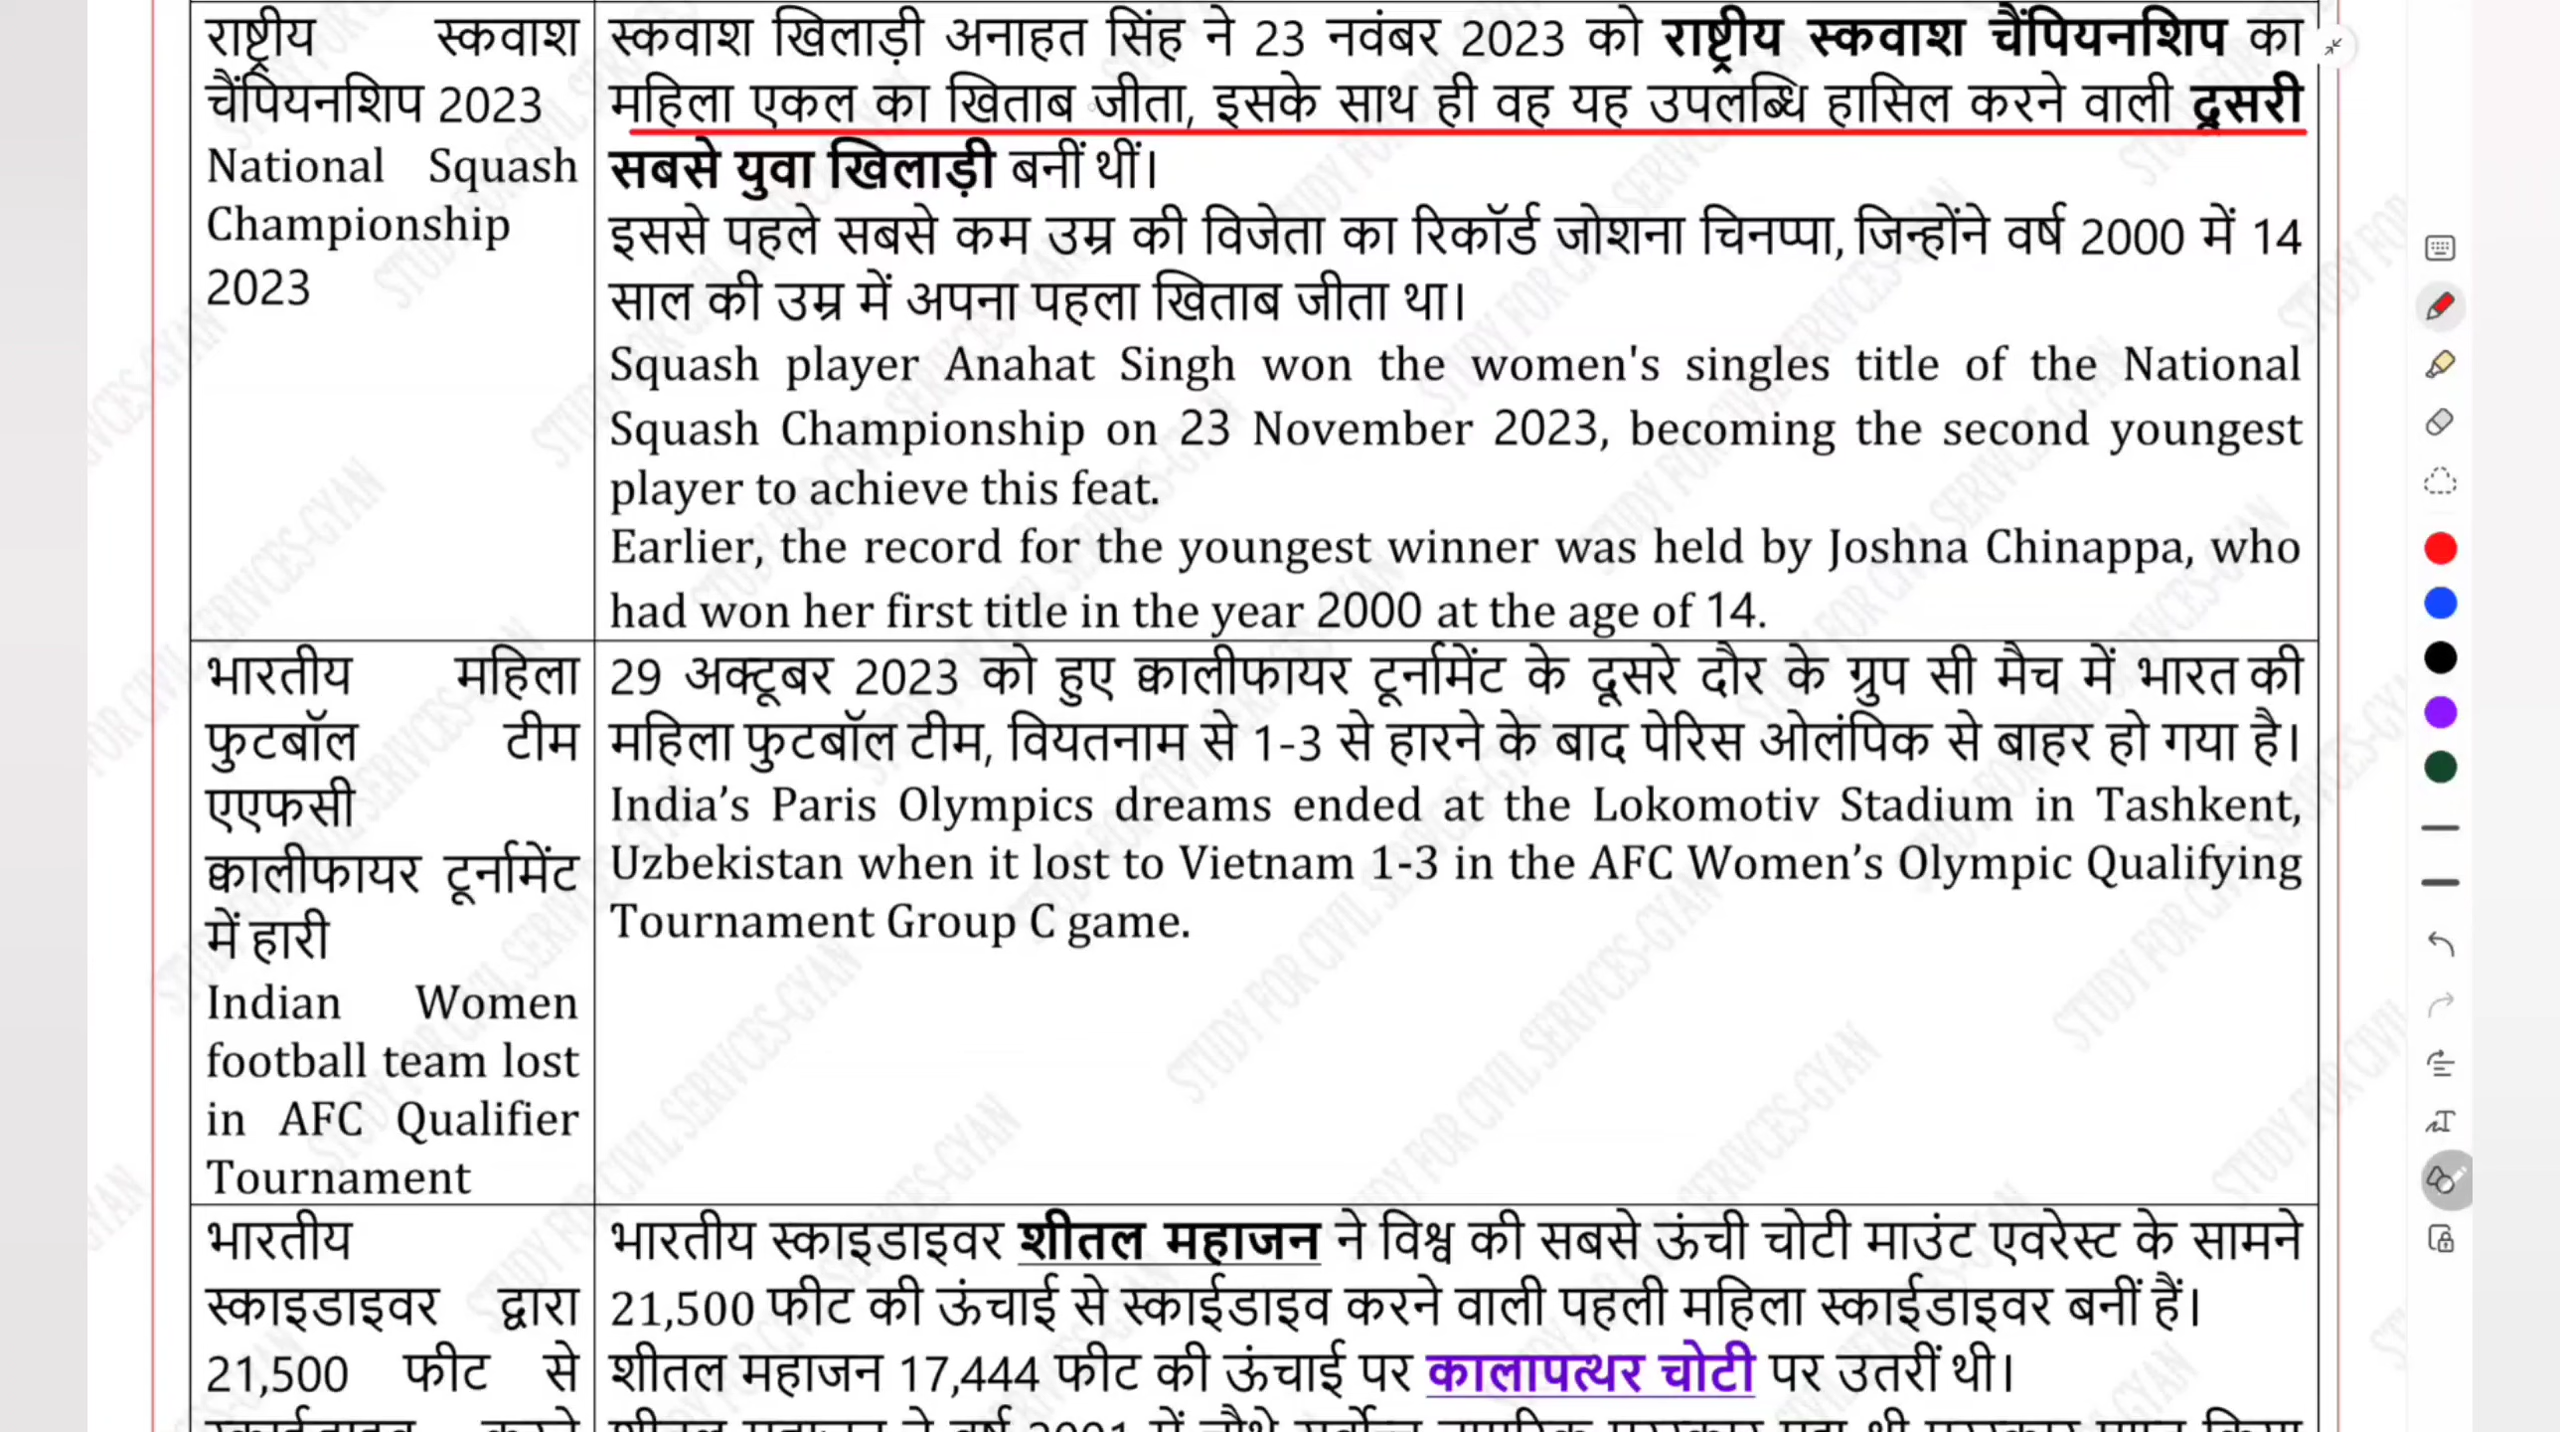 राष्ट्रीय स्कवाश
चैंपियनशिप 2023
National Squash
Championship
2023
स्कवाश खिलाड़ी अनाहत सिंह ने 23 नवंबर 2023 को राष्ट्रीय स्कवाश चैंपियनशिप का
महिला एकल का खिताब जीता, इसके साथ ही वह यह उपलब्धि हासिल करने वाली दूसरी
सबसे युवा खिलाड़ी बनीं थीं।
इससे पहले सबसे कम उम्र की विजेता का रिकॉर्ड जोशना चिनप्पा, जिन्होंने वर्ष 2000 में 14
साल की उम्र में अपना पहला खिताब जीता था।
Squash player Anahat Singh won the women's singles title of the National
Squash Championship on 23 November 2023, becoming the second youngest
player to achieve this feat.
Earlier, the record for the youngest winner was held by Joshna Chinappa, who
had won her first title in the year 2000 at the age of 14.
भारतीय महिला
फुटबॉल टीम
एएफसी
क्वालीफायर टूर्नामेंट
में हारी
Indian Women
football team lost
in AFC Qualifier
Tournament
29 अक्टूबर 2023 को हुए क्वालीफायर टूर्नामेंट के दूसरे दौर के ग्रुप सी मैच में भारत की
महिला फुटबॉल टीम, वियतनाम से 1-3 से हारने के बाद पेरिस ओलंपिक से बाहर हो गया है।
India’s Paris Olympics dreams ended at the Lokomotiv Stadium in Tashkent,
Uzbekistan when it lost to Vietnam 1-3 in the AFC Women’s Olympic Qualifying
Tournament Group C game.
भारतीय
स्काइडाइवर द्वारा
21,500 फीट से
भारतीय स्काइडाइवर शीतल महाजन ने विश्व की सबसे ऊंची चोटी माउंट एवरेस्ट के सामने
21,500 फीट की ऊंचाई से स्काईडाइव करने वाली पहली महिला स्काईडाइवर बनीं हैं।
शीतल महाजन 17,444 फीट की ऊंचाई पर कालापत्थर चोटी पर उतरीं थी।
STUDY FOR CIVIL SERIVCES-GYAN